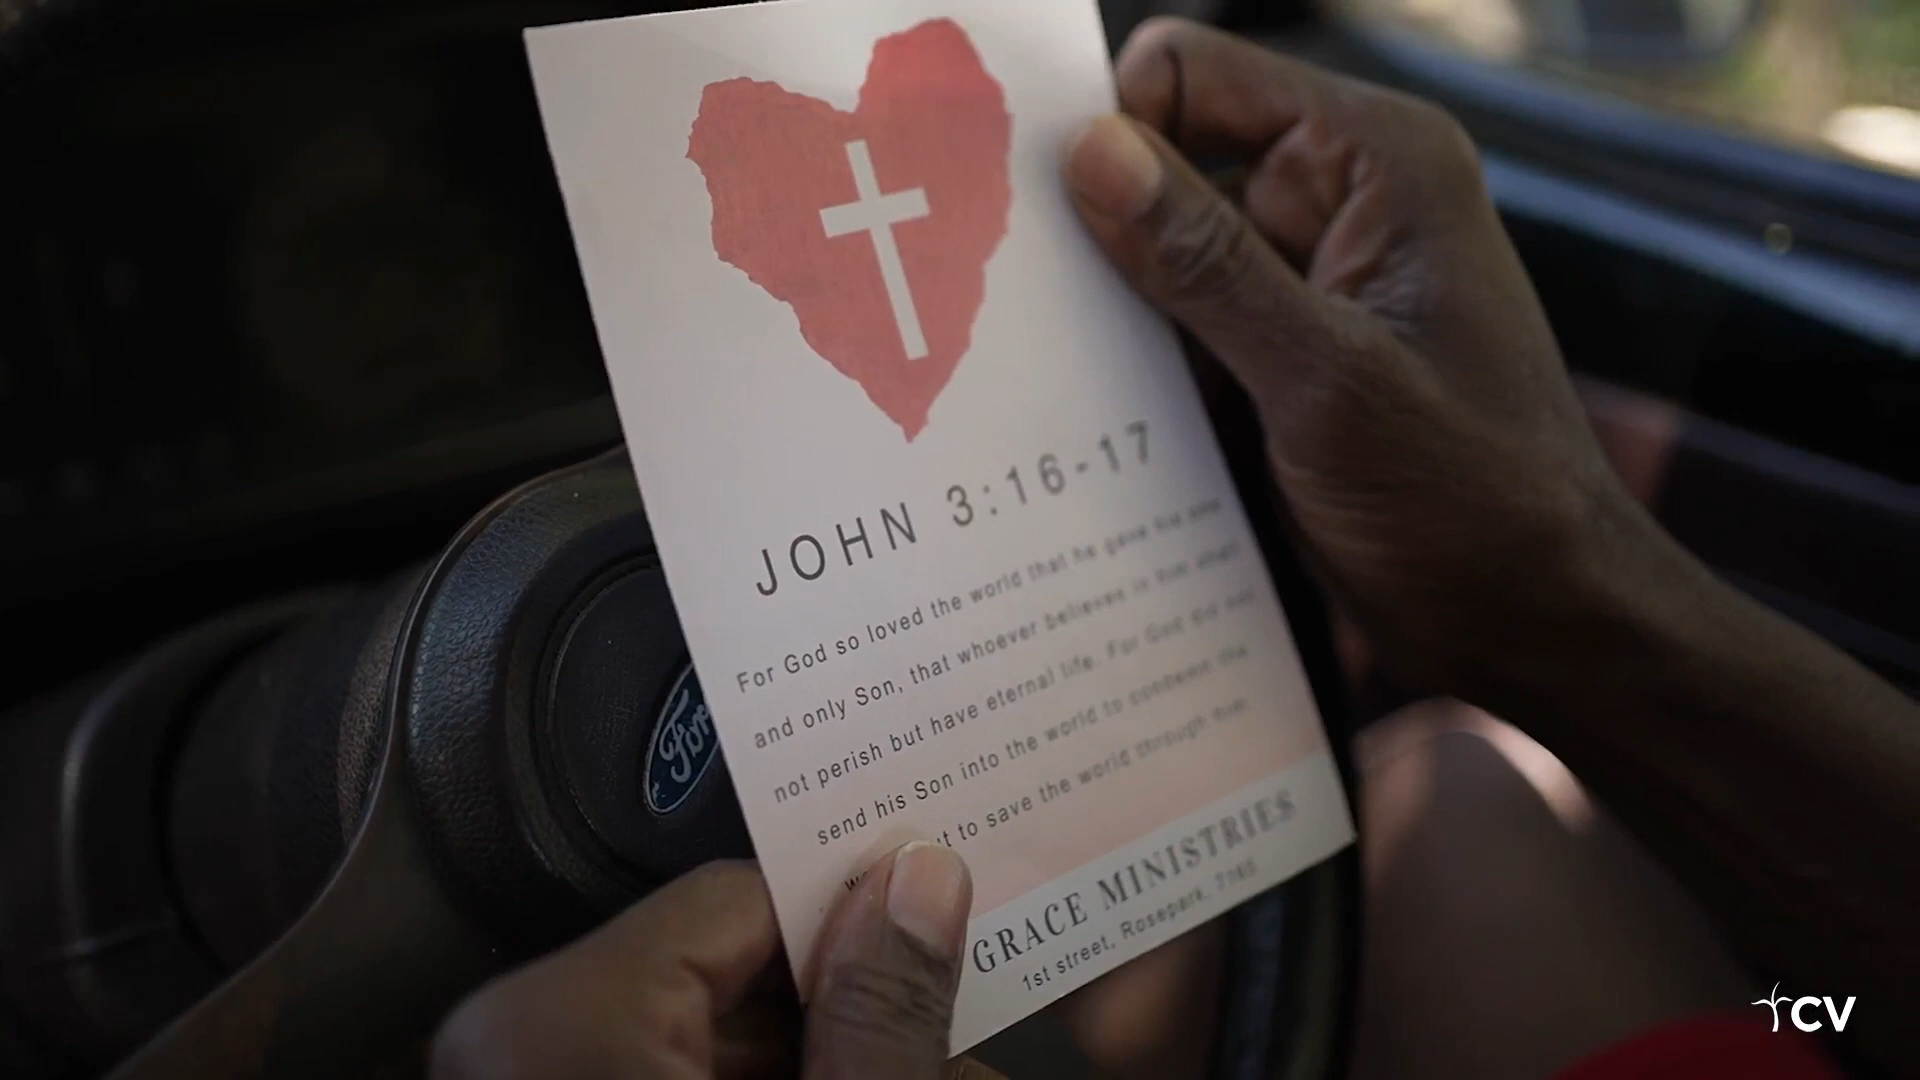 JOHN 3:16-17
For God so loved the world that he gave his one
and only Son, that whoever believes in him shall
not perish but have eternal life. For God did not
send his Son into the world to condemn the
to save the world through him.
GRACE MINISTRIES
1st street, Rosepark, 7185
Ford
CV